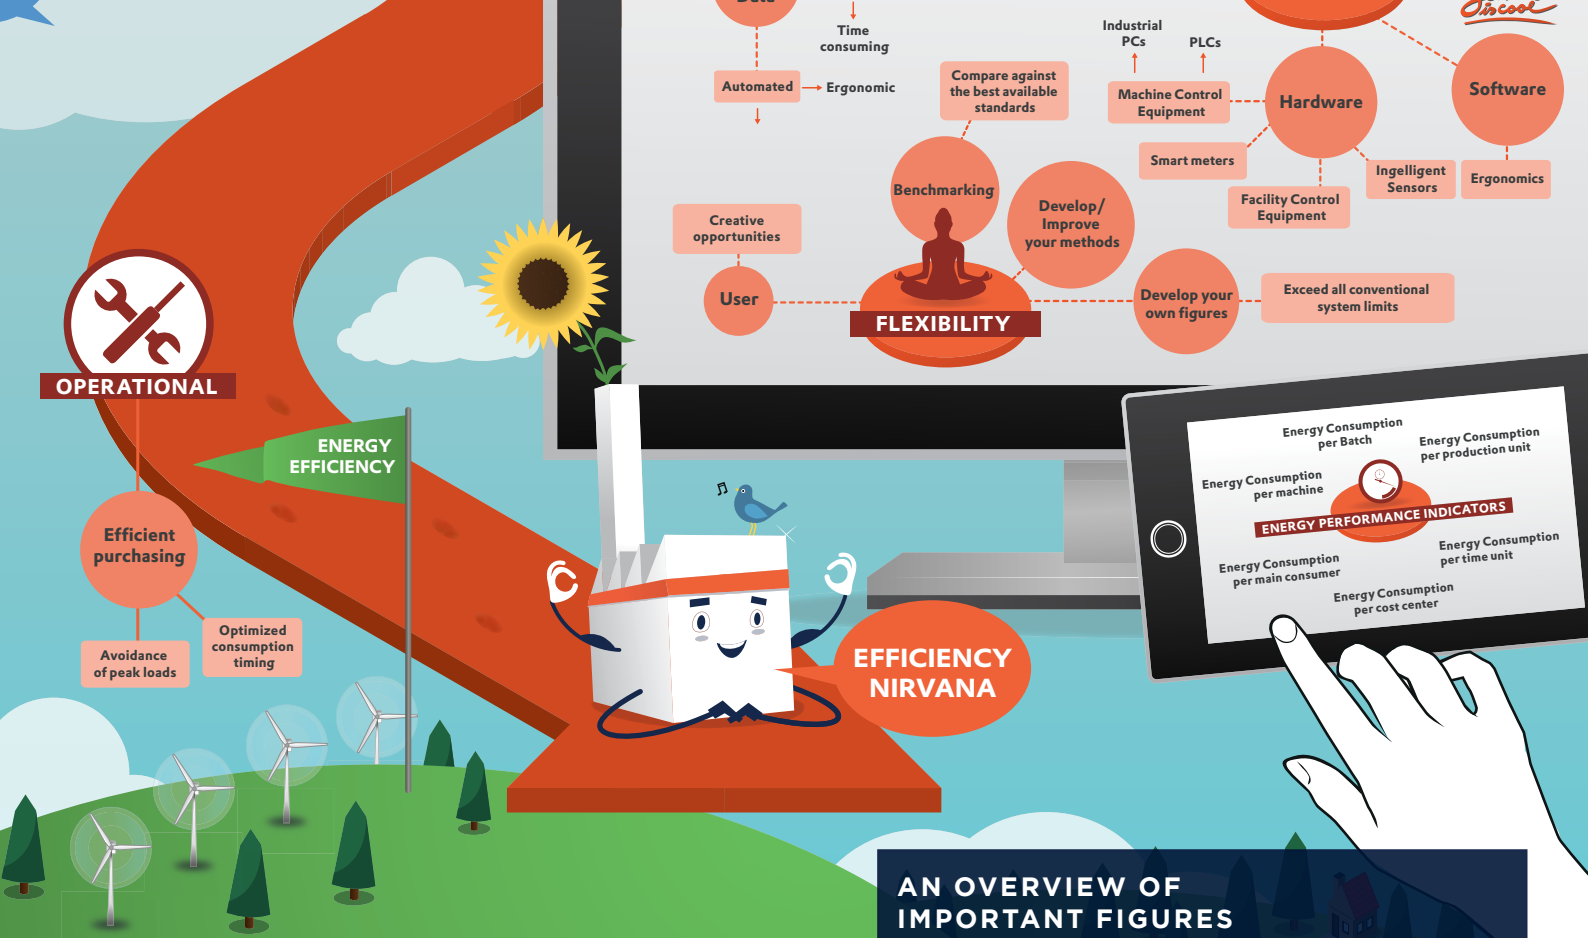 Data
Time
consuming
Automated
Ergonomic
Compare against
the best available
standards
Benchmarking
Develop/
Improve
your methods
Creative
opportunities
User
FLEXIBILITY
Develop your
own figures
Exceed all conventional
system limits
Industrial
PCs
PLCs
Machine Control
Equipment
Hardware
Smart meters
Facility Control
Equipment
Ingelligent
Sensors
is cool
Software
Ergonomics
OPERATIONAL
Efficient
purchasing
Avoidance
of peak loads
Optimized
consumption
timing
ENERGY
EFFICIENCY
EFFICIENCY
NIRVANA
Energy Consumption
per Batch
Energy Consumption
per production unit
Energy Consumption
per machine
ENERGY PERFORMANCE INDICATORS
Energy Consumption
per time unit
Energy Consumption
per main consumer
Energy Consumption
per cost center
AN OVERVIEW OF
IMPORTANT FIGURES